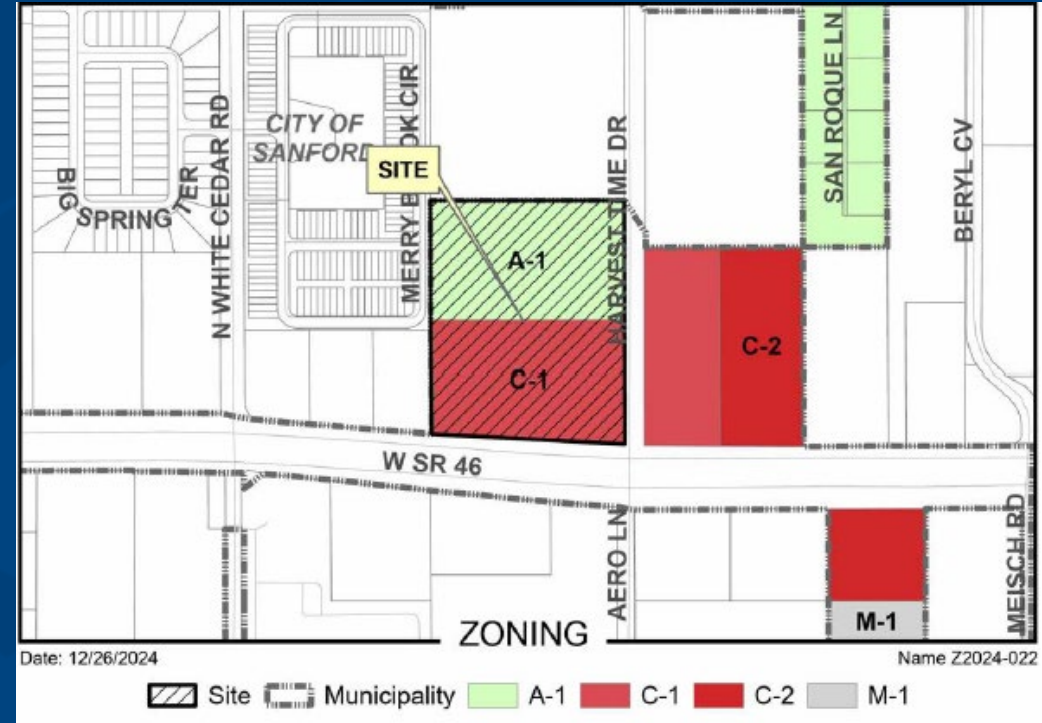 BIG SPRING TER
N WHITE CEDAR RD
CITY OF
SANFORD
MERRY BROOK CIR
SITE
HARVEST TIME DR
SAN ROQUE LN
BERYL CV
A-1
C-1
C-2
W SR 46
AERO LN
MEISCH RD
M-1
ZONING
Date: 12/26/2024
Name Z2024-022
Site Municipality A-1 C-1 C-2 M-1